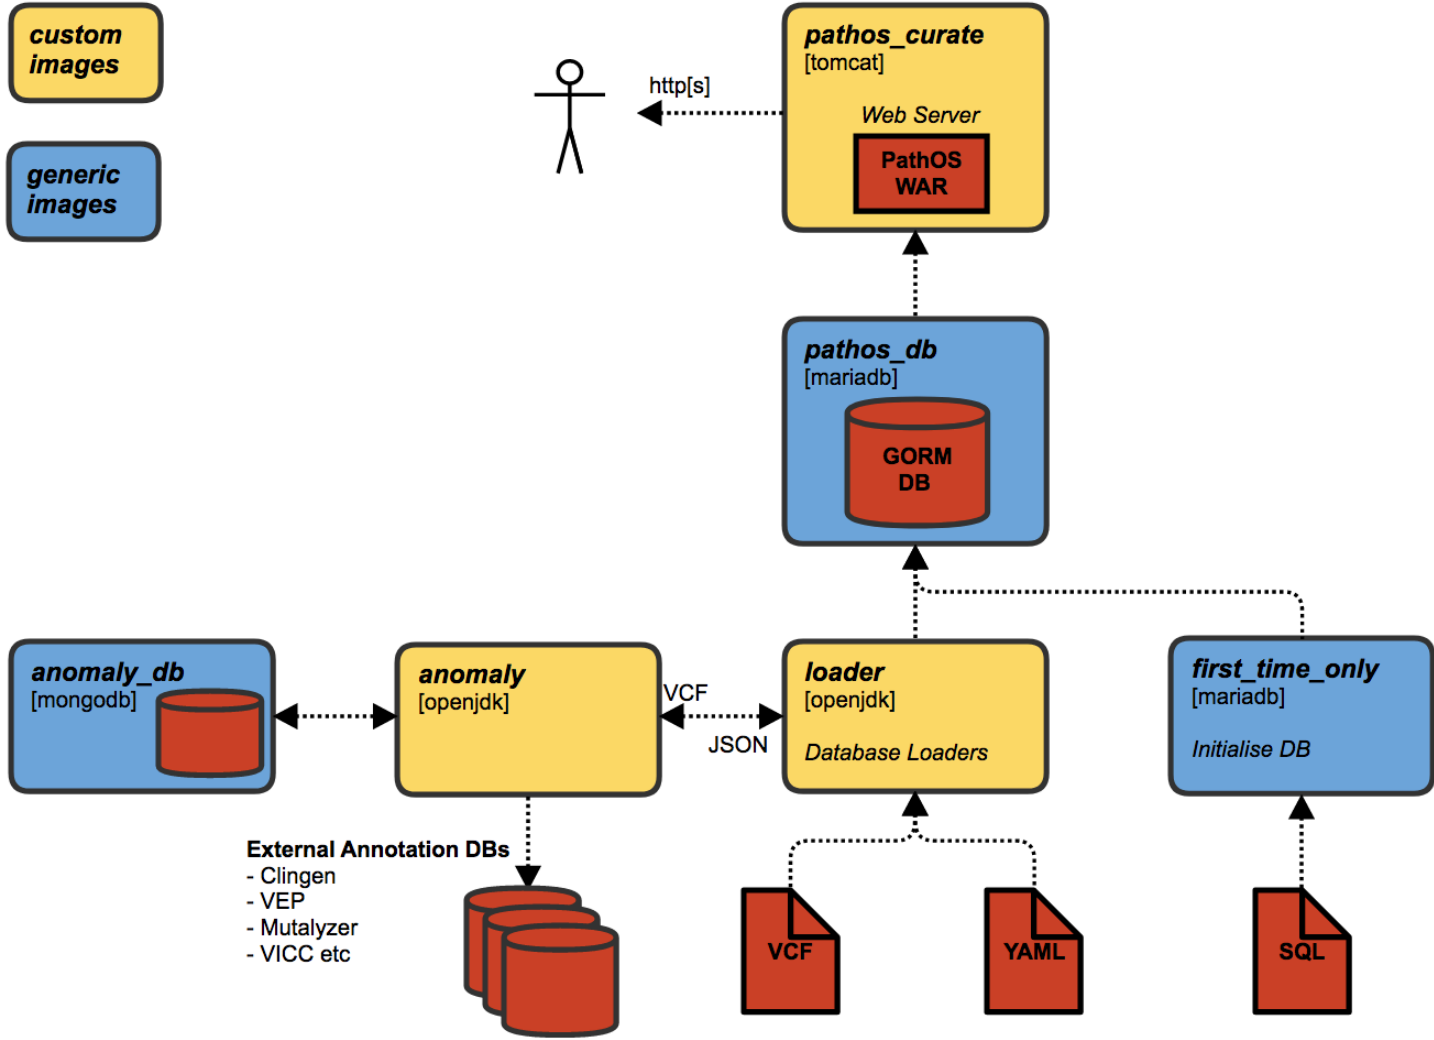 custom
images
generic
images
http[s]
pathos_curate
[tomcat]
Web Server
PathOS
WAR
pathos_db
[mariadb]
GORM
DB
anomaly_db
[mongodb]
anomaly
[openjdk]
VCF
JSON
loader
[openjdk]
Database Loaders
first_time_only
[mariadb]
Initialise DB
External Annotation DBs
- Clingen
- VEP
- Mutalyzer
- VICC etc
VCF
YAML
SQL